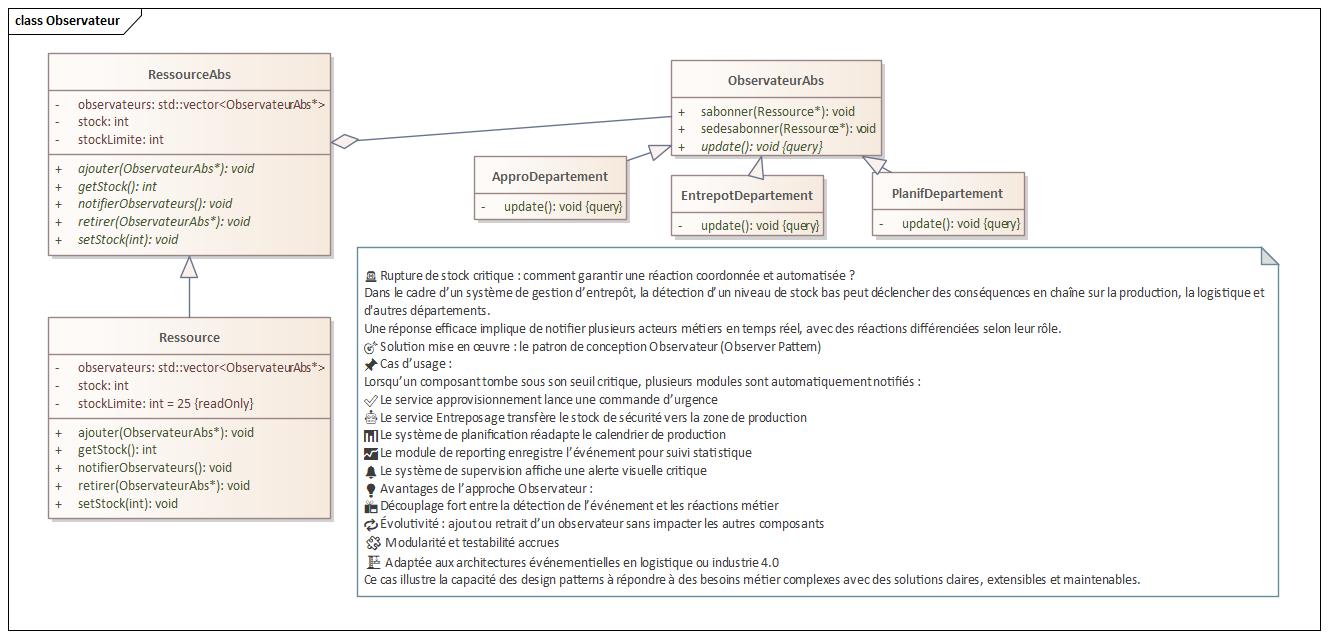 class Observateur
RessourceAbs
- observateurs: std::vector<ObservateurAbs*>
- stock: int
- stockLimite: int
+ ajouter(ObservateurAbs*): void
+ getStock(): int
+ notifierObservateurs(): void
+ retirer(ObservateurAbs*): void
+ setStock(int): void
ObservateurAbs
+ sabonner(Ressource*): void
+ sedesabonner(Ressource*): void
+ update(): void {query}
ApproDepartement
- update(): void {query}
EntrepotDepartement
- update(): void {query}
PlanifDepartement
- update(): void {query}
Ressource
- observateurs: std::vector<ObservateurAbs*>
- stock: int
- stockLimite: int = 25 {readOnly}
+ ajouter(ObservateurAbs*): void
+ getStock(): int
+ notifierObservateurs(): void
+ retirer(ObservateurAbs*): void
+ setStock(int): void
Rupture de stock critique : comment garantir une réaction coordonnée et automatisée ?
Dans le cadre d’un système de gestion d’entrepôt, la détection d’un niveau de stock bas peut déclencher des conséquences en chaîne sur la production, la logistique et
d’autres départements.
Une réponse efficace implique de notifier plusieurs acteurs métiers en temps réel, avec des réactions différenciées selon leur rôle.
Solution mise en œuvre : le patron de conception Observateur (Observer Pattern)
Cas d’usage :
Lorsqu’un composant tombe sous son seuil critique, plusieurs modules sont automatiquement notifiés :
Le service approvisionnement lance une commande d’urgence
Le service Entreposage transfère le stock de sécurité vers la zone de production
Le système de planification réadapte le calendrier de production
Le module de reporting enregistre l’événement pour suivi statistique
Le système de supervision affiche une alerte visuelle critique
Avantages de l’approche Observateur :
Découplage fort entre la détection de l’événement et les réactions métier
Évolutivité : ajout ou retrait d’un observateur sans impacter les autres composants
Modularité et testabilité accrues
Adaptée aux architectures événementielles en logistique ou industrie 4.0
Ce cas illustre la capacité des design patterns à répondre à des besoins métier complexes avec des solutions claires, extensibles et maintenables.